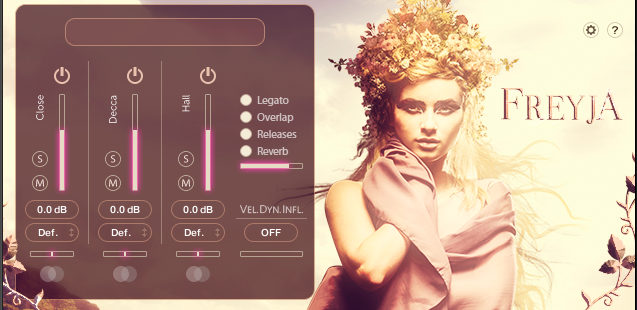 ?
FREYJA
Close
Decca
Hall
Legato
Overlap
Releases
Reverb
S
S
S
M
M
M
0.0 dB
0.0 dB
0.0 dB
VEL.DYN.INFL.
Def.
Def.
Def.
OFF